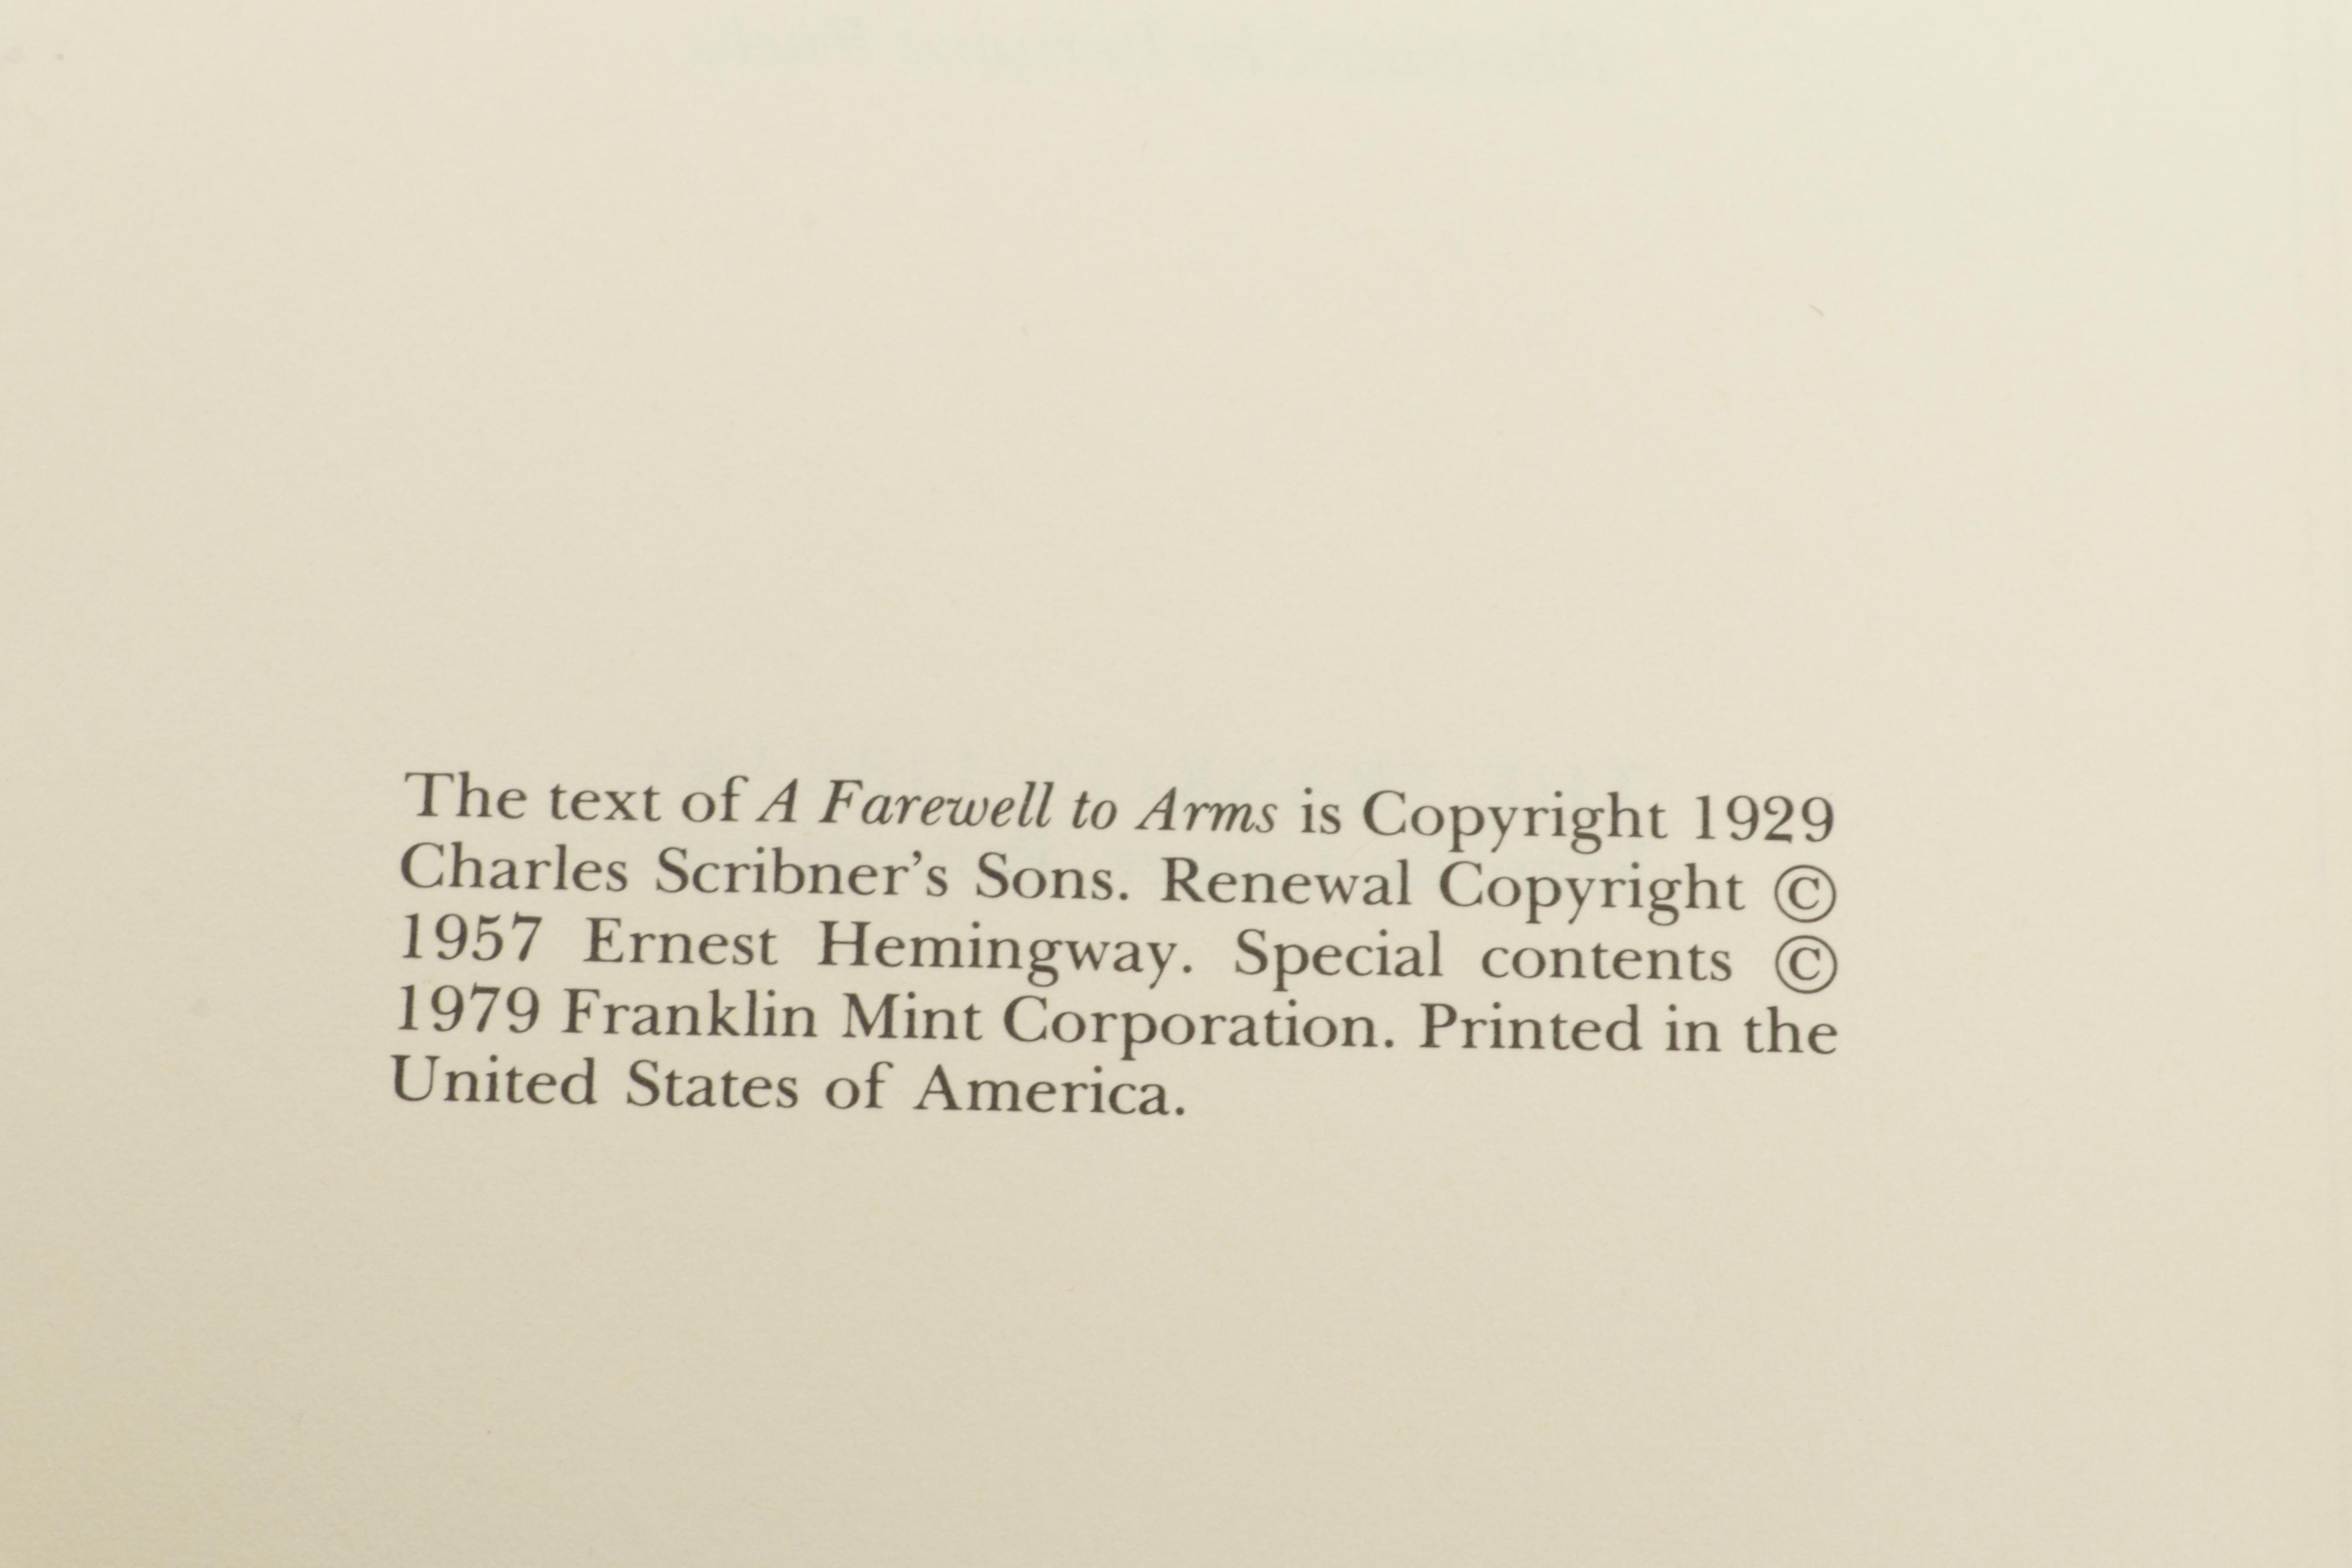 The text of A Farewell to Arms is Copyright 1929
Charles Scribner’s Sons. Renewal Copyright ©
1957 Ernest Hemingway. Special contents ©
1979 Franklin Mint Corporation. Printed in the
United States of America.